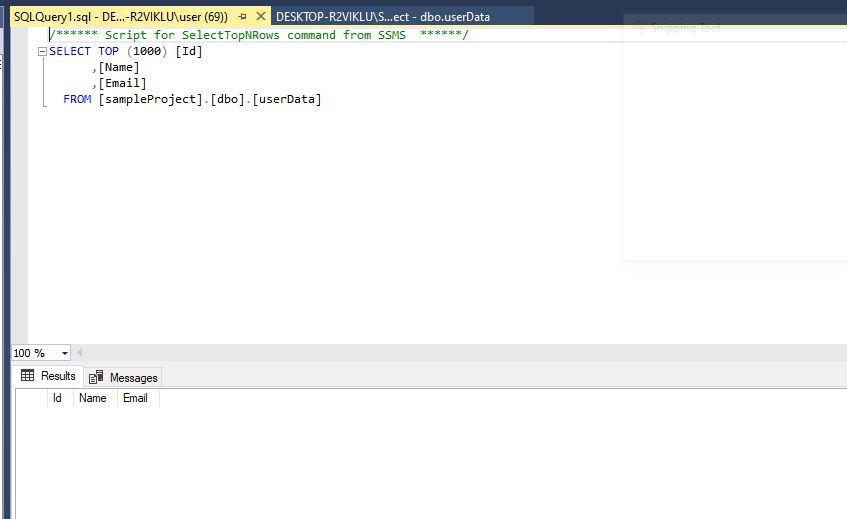 SQLQuery1.sql - DE...-R2VIKLU\user (69))
DESKTOP-R2VIKLU\S...ect - dbo.userData
Snipping Tool
/****** Script for SelectTopNRows command from SSMS  ******/
SELECT TOP (1000) [Id]
,[Name]
,[Email]
FROM [sampleProject].[dbo].[userData]
100 %
Results
Messages
Id Name Email